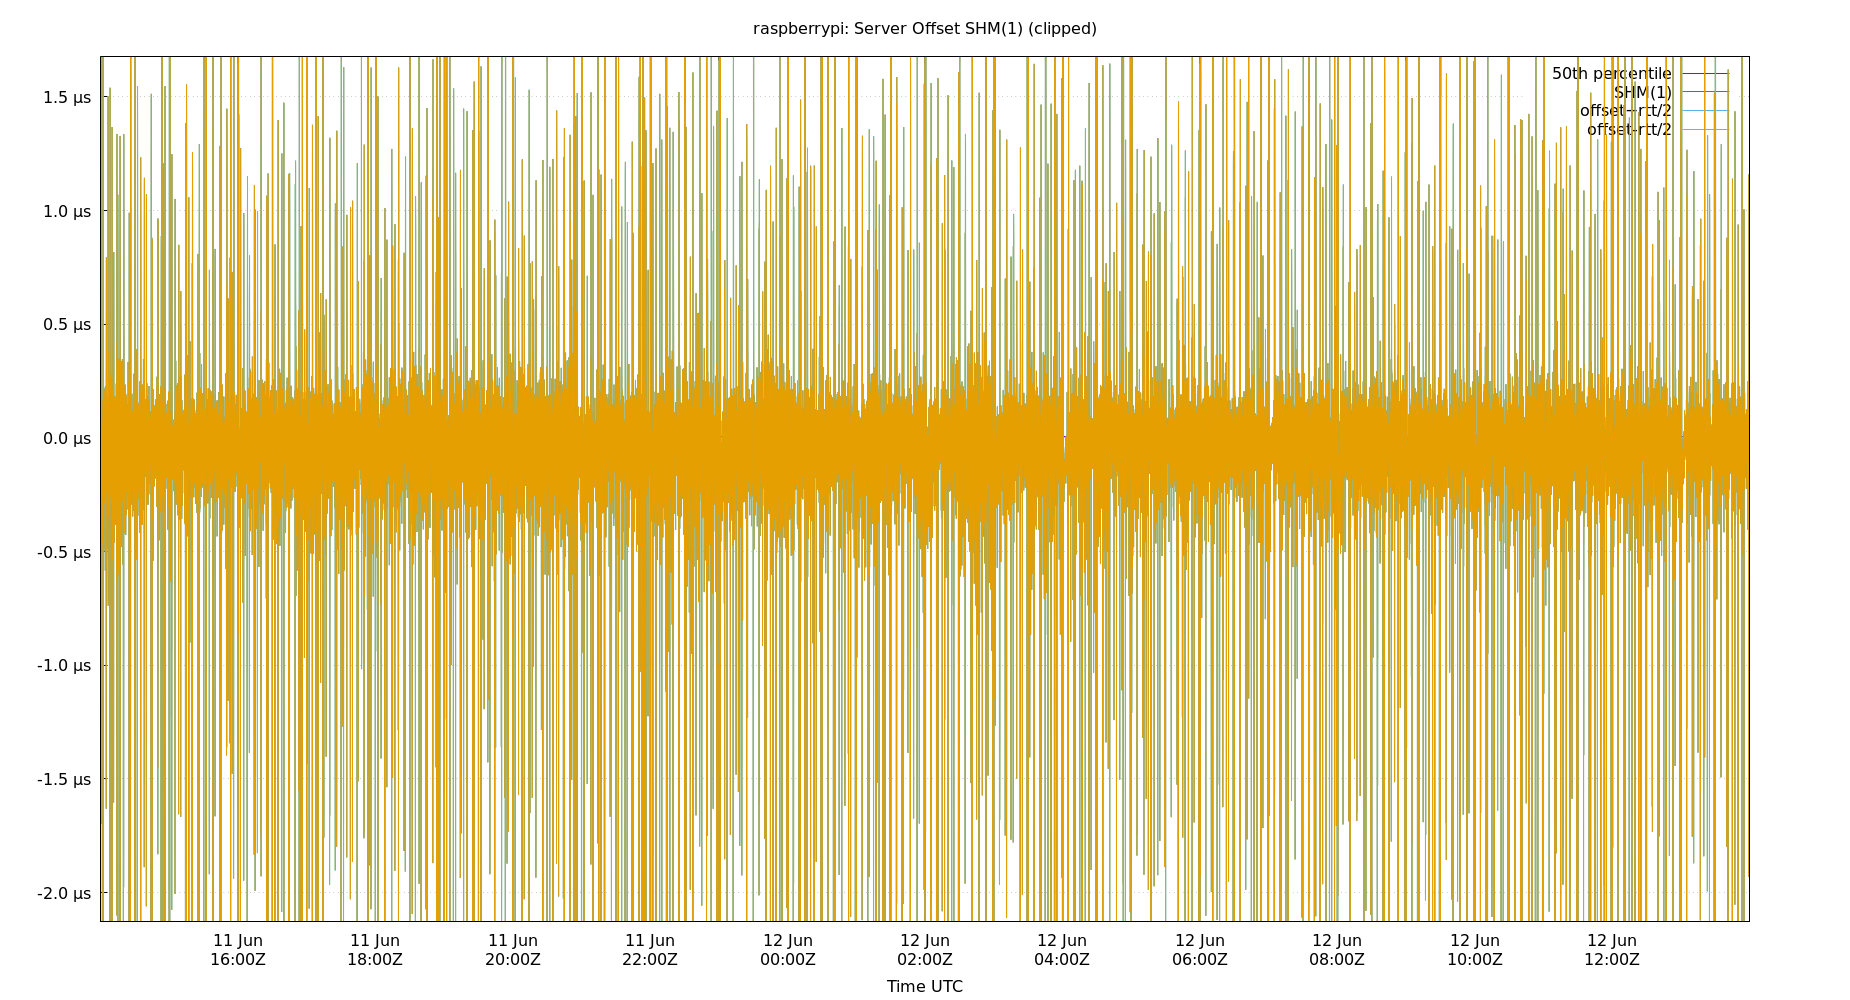 raspberrypi: Server Offset SHM(1) (clipped)
50th percentile
SHM(1)
offset+rtt/2
offset-rtt/2
1.5 µs
1.0 µs
0.5 µs
0.0 µs
-0.5 µs
-1.0 µs
-1.5 µs
-2.0 µs
11 Jun 11 Jun 11 Jun 11 Jun 12 Jun 12 Jun 12 Jun 12 Jun 12 Jun 12 Jun 12 Jun
16:00Z 18:00Z 20:00Z 22:00Z 00:00Z 02:00Z 04:00Z 06:00Z 08:00Z 10:00Z 12:00Z
Time UTC